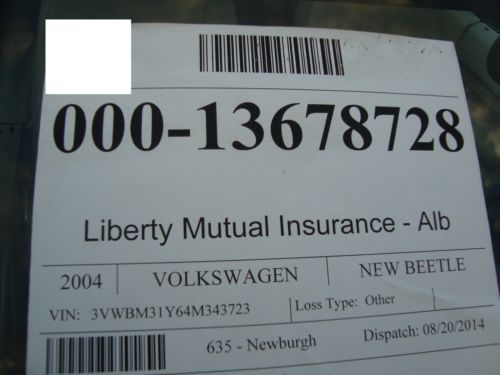 000-13678728
Liberty Mutual Insurance - Alb
2004 VOLKSWAGEN NEW BEETLE
VIN: 3VWBM31Y64M343723 Loss Type: Other
635 - Newburgh Dispatch: 08/20/2014